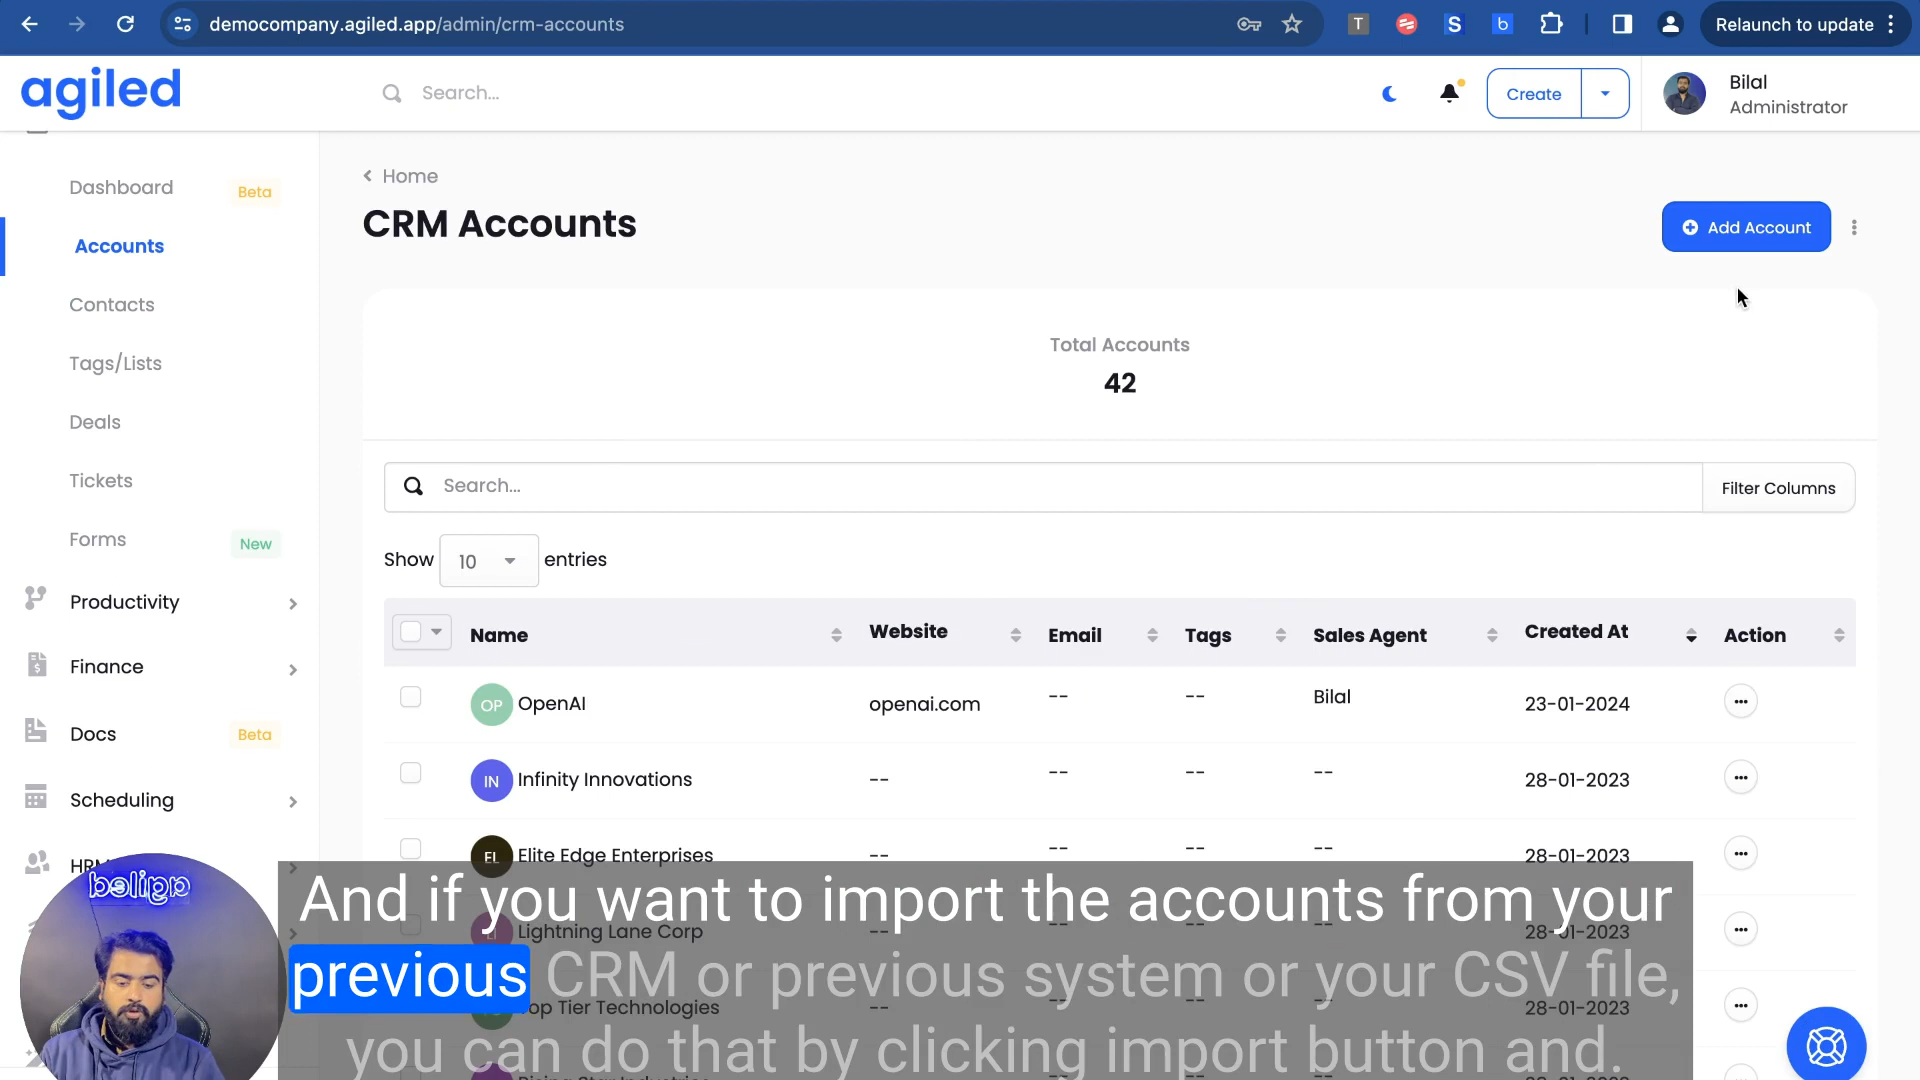 democompany.agiled.app/admin/crm-accounts
T
S
b
Relaunch to update
agiled
Search...
Create
Bilal
Administrator
Dashboard
Beta
Accounts
Contacts
Tags/Lists
Deals
Tickets
Forms
New
Productivity
Finance
Docs
Beta
Scheduling
HRM
Home
CRM Accounts
Add Account
Total Accounts
42
Search...
Filter Columns
Show 10 entries
Name Website Email Tags Sales Agent Created At Action
OP OpenAI openai.com -- -- Bilal 23-01-2024
IN Infinity Innovations -- -- -- -- 28-01-2023
EL Elite Edge Enterprises -- -- -- -- 28-01-2023
LI Lightning Lane Corp -- -- -- -- 28-01-2023
Top Tier Technologies -- -- -- -- 28-01-2023
And if you want to import the accounts from your
previous CRM or previous system or your CSV file,
you can do that by clicking import button and.